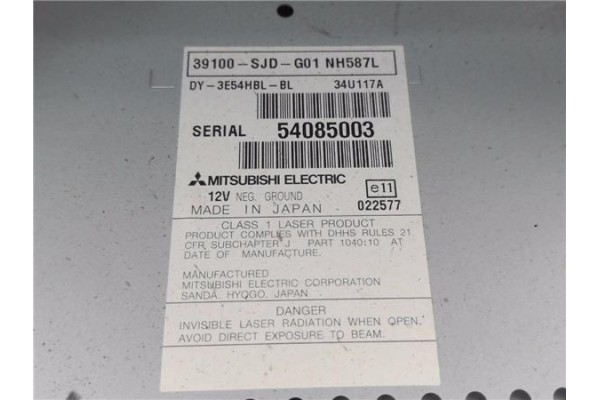 39100-SJD-G01 NH587L
DY-3E54HBL-BL 34U117A
SERIAL 54085003
MITSUBISHI ELECTRIC
12V NEG. GROUND e11
MADE IN JAPAN 022577
CLASS 1 LASER PRODUCT
PRODUCT COMPLIES WITH DHHS RULES 21
CFR SUBCHAPTER J PART 1040:10 AT
DATE OF MANUFACTURE.
MANUFACTURED
MITSUBISHI ELECTRIC CORPORATION
SANDA, HYOGO, JAPAN
DANGER
INVISIBLE LASER RADIATION WHEN OPEN.
AVOID DIRECT EXPOSURE TO BEAM.